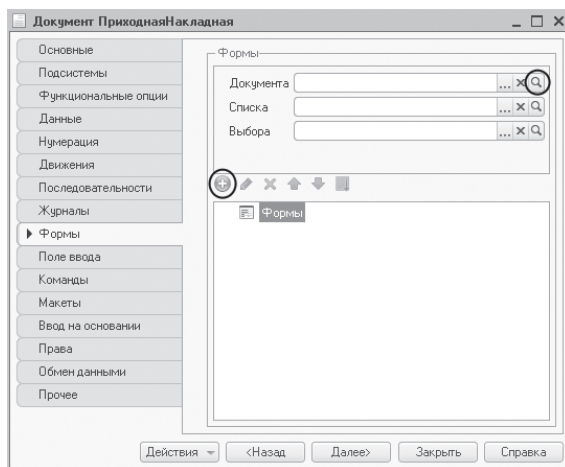 Документ ПриходнаяНакладная
Основные
Подсистемы
Функциональные опции
Данные
Нумерация
Движения
Последовательности
Журналы
Формы
Поле ввода
Команды
Макеты
Ввод на основании
Права
Обмен данными
Прочее
Формы
Документа
Списка
Выбора
Формы
Действия
<Назад
Далее>
Закрыть
Справка